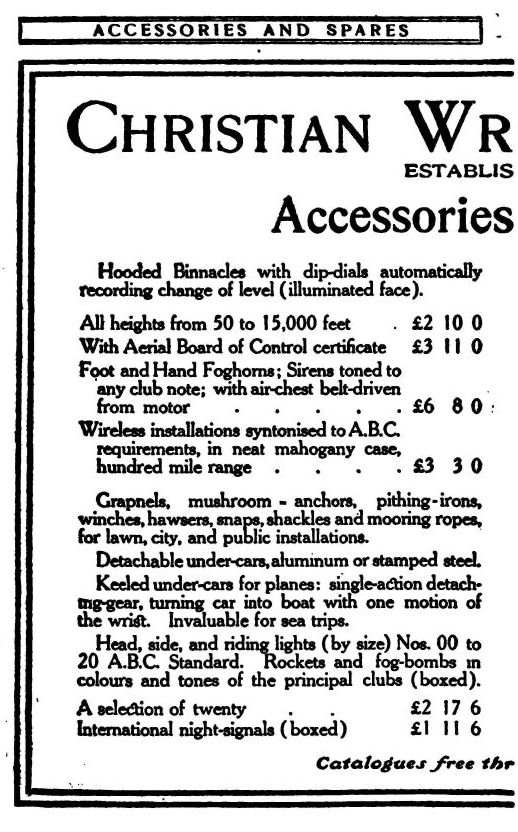 ACCESSORIES AND SPARES
CHRISTIAN WR
ESTABLIS
Accessories
Hooded Binnacles with dip-dials automatically
recording change of level (illuminated face).
All heights from 50 to 15,000 feet . £2 10 0
With Aerial Board of Control certificate £3 11 0
Foot and Hand Foghorns; Sirens toned to
any club note; with air-chest belt-driven
from motor . . . . . £6 8 0
Wireless installations syntonised to A.B.C.
requirements, in neat mahogany case,
hundred mile range . . . . £3 3 0
Grapnels, mushroom - anchors, pithing-irons,
winches, hawsers, snaps, shackles and mooring ropes,
for lawn, city, and public installations.
Detachable under-cars, aluminum or stamped steel.
Keeled under-cars for planes: single-action detach-
ing-gear, turning car into boat with one motion of
the wrist. Invaluable for sea trips.
Head, side, and riding lights (by size) Nos. 00 to
20 A.B.C. Standard. Rockets and fog-bombs in
colours and tones of the principal clubs (boxed).
A selection of twenty . . £2 17 6
International night-signals (boxed) £1 11 6
Catalogues free thr